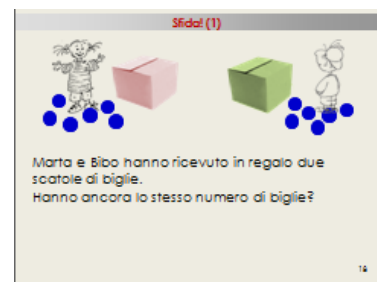 Sfida! (1)
Marta e Bibo hanno ricevuto in regalo due
scatole di biglie.
Hanno ancora lo stesso numero di biglie?
18